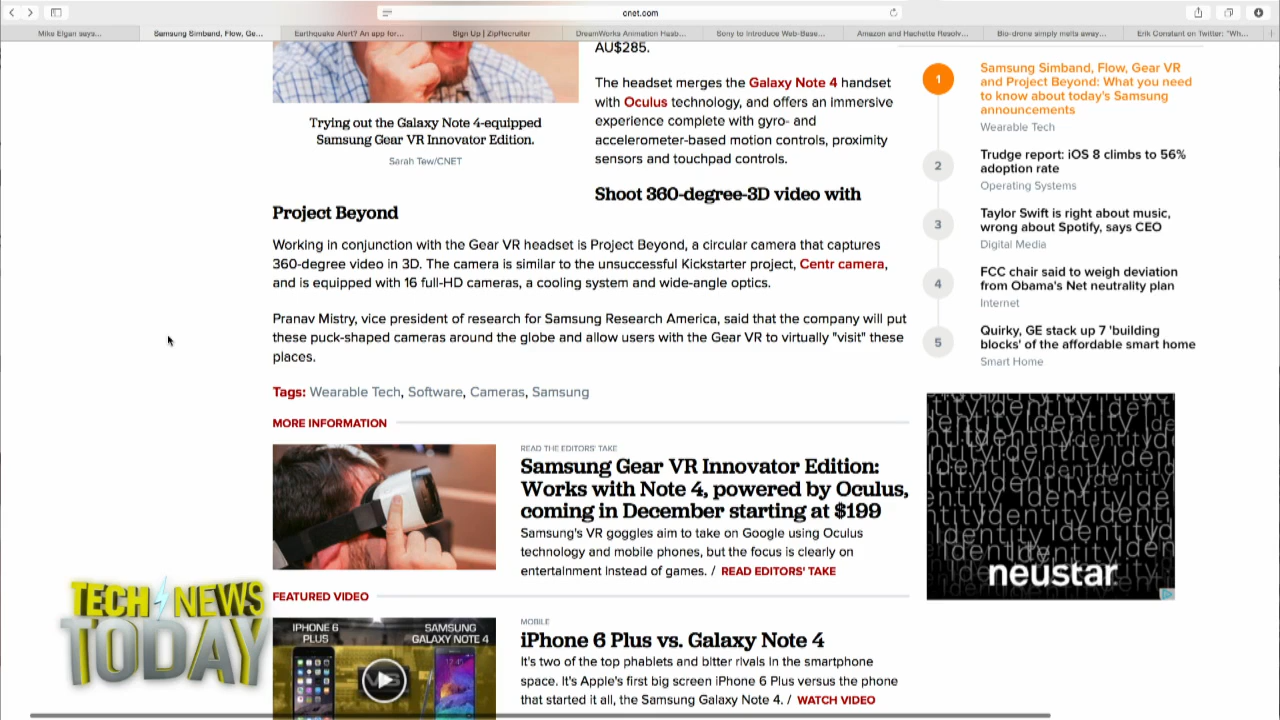 cnet.com
Mike Elgan says...
Samsung Simband, Flow, Ge...
Earthquake Alert? An app for...
Sign Up | ZipRecruiter
DreamWorks Animation Hasb...
Sony to Introduce Web-Base...
Amazon and Hachette Resolv...
Bio-drone simply melts away...
Erik Constant on Twitter: "Wh...
AU$285.
The headset merges the Galaxy Note 4 handset
with Oculus technology, and offers an immersive
experience complete with gyro- and
accelerometer-based motion controls, proximity
sensors and touchpad controls.
Trying out the Galaxy Note 4-equipped
Samsung Gear VR Innovator Edition.
Sarah Tew/CNET
Shoot 360-degree-3D video with
Project Beyond
Working in conjunction with the Gear VR headset is Project Beyond, a circular camera that captures
360-degree video in 3D. The camera is similar to the unsuccessful Kickstarter project, Centr camera,
and is equipped with 16 full-HD cameras, a cooling system and wide-angle optics.
Pranav Mistry, vice president of research for Samsung Research America, said that the company will put
these puck-shaped cameras around the globe and allow users with the Gear VR to virtually "visit" these
places.
Tags: Wearable Tech, Software, Cameras, Samsung
MORE INFORMATION
READ THE EDITORS' TAKE
Samsung Gear VR Innovator Edition:
Works with Note 4, powered by Oculus,
coming in December starting at $199
Samsung's VR goggles aim to take on Google using Oculus
technology and mobile phones, but the focus is clearly on
entertainment instead of games. / READ EDITORS' TAKE
FEATURED VIDEO
IPHONE 6
PLUS
VS
SAMSUNG
GALAXY NOTE 4
MOBILE
iPhone 6 Plus vs. Galaxy Note 4
It's two of the top phablets and bitter rivals in the smartphone
space. It's Apple's first big screen iPhone 6 Plus versus the phone
that started it all, the Samsung Galaxy Note 4. / WATCH VIDEO
1
Samsung Simband, Flow, Gear VR
and Project Beyond: What you need
to know about today's Samsung
announcements
Wearable Tech
2
Trudge report: iOS 8 climbs to 56%
adoption rate
Operating Systems
3
Taylor Swift is right about music,
wrong about Spotify, says CEO
Digital Media
4
FCC chair said to weigh deviation
from Obama's Net neutrality plan
Internet
5
Quirky, GE stack up 7 'building
blocks' of the affordable smart home
Smart Home
neustar
TECH NEWS
TODAY